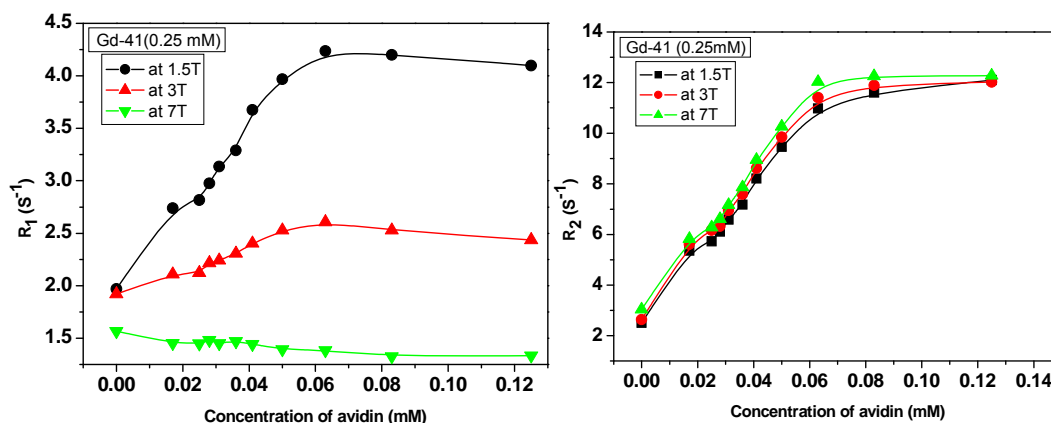 Gd-41(0.25 mM)
at 1.5T
at 3T
at 7T
R1 (s-1)
4.5
4.0
3.5
3.0
2.5
2.0
1.5
0.00 0.02 0.04 0.06 0.08 0.10 0.12
Concentration of avidin (mM)
Gd-41 (0.25mM)
at 1.5T
at 3T
at 7T
R2 (s-1)
14
12
10
8
6
4
2
0.00 0.02 0.04 0.06 0.08 0.10 0.12 0.14
Concentration of avidin (mM)